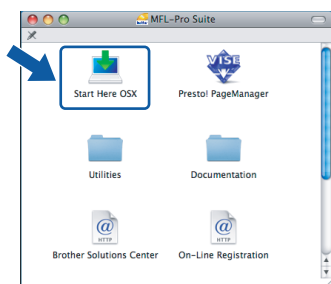 MFL-Pro Suite
VISE
Start Here OSX
Presto! PageManager
Utilities
Documentation
@
HTTP
@
HTTP
Brother Solutions Center
On-Line Registration